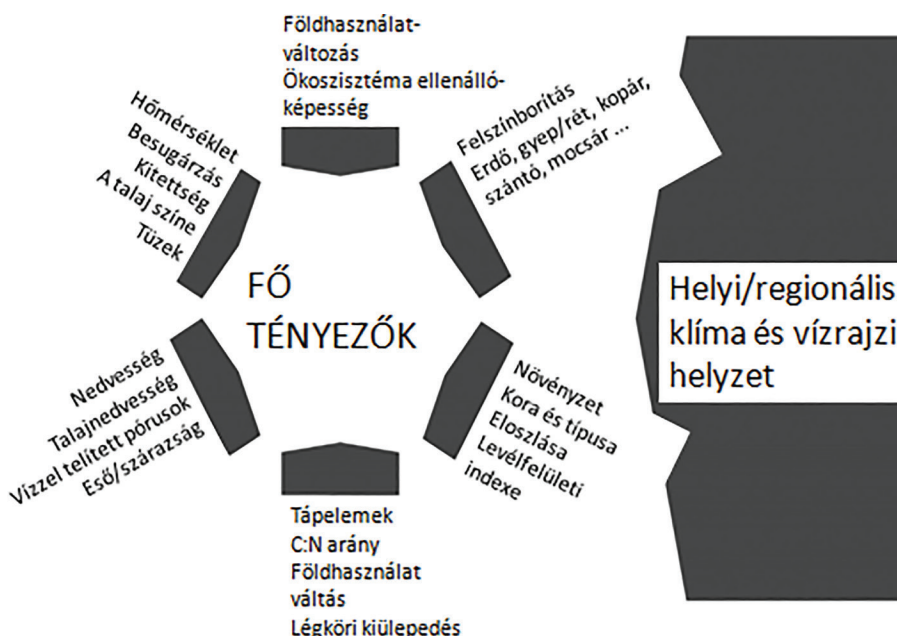 Földhasználat-
változás
Ökoszisztéma ellenálló-
képesség
Hőmérséklet
Besugárzás
Kitettség
A talaj színe
Tüzek
Felszínborítás
Erdő, gyep/rét, kopár,
szántó, mocsár ...
FŐ
TÉNYEZŐK
Helyi/regionális
klíma és vízrajzi
helyzet
Nedvesség
Talajnedvesség
Vízzel telített pórusok
Eső/szárazság
Növényzet
Kora és típusa
Eloszlása
Levélfelületi
indexe
Tápelemek
C:N arány
Földhasználat
váltás
Légköri kiülepedés